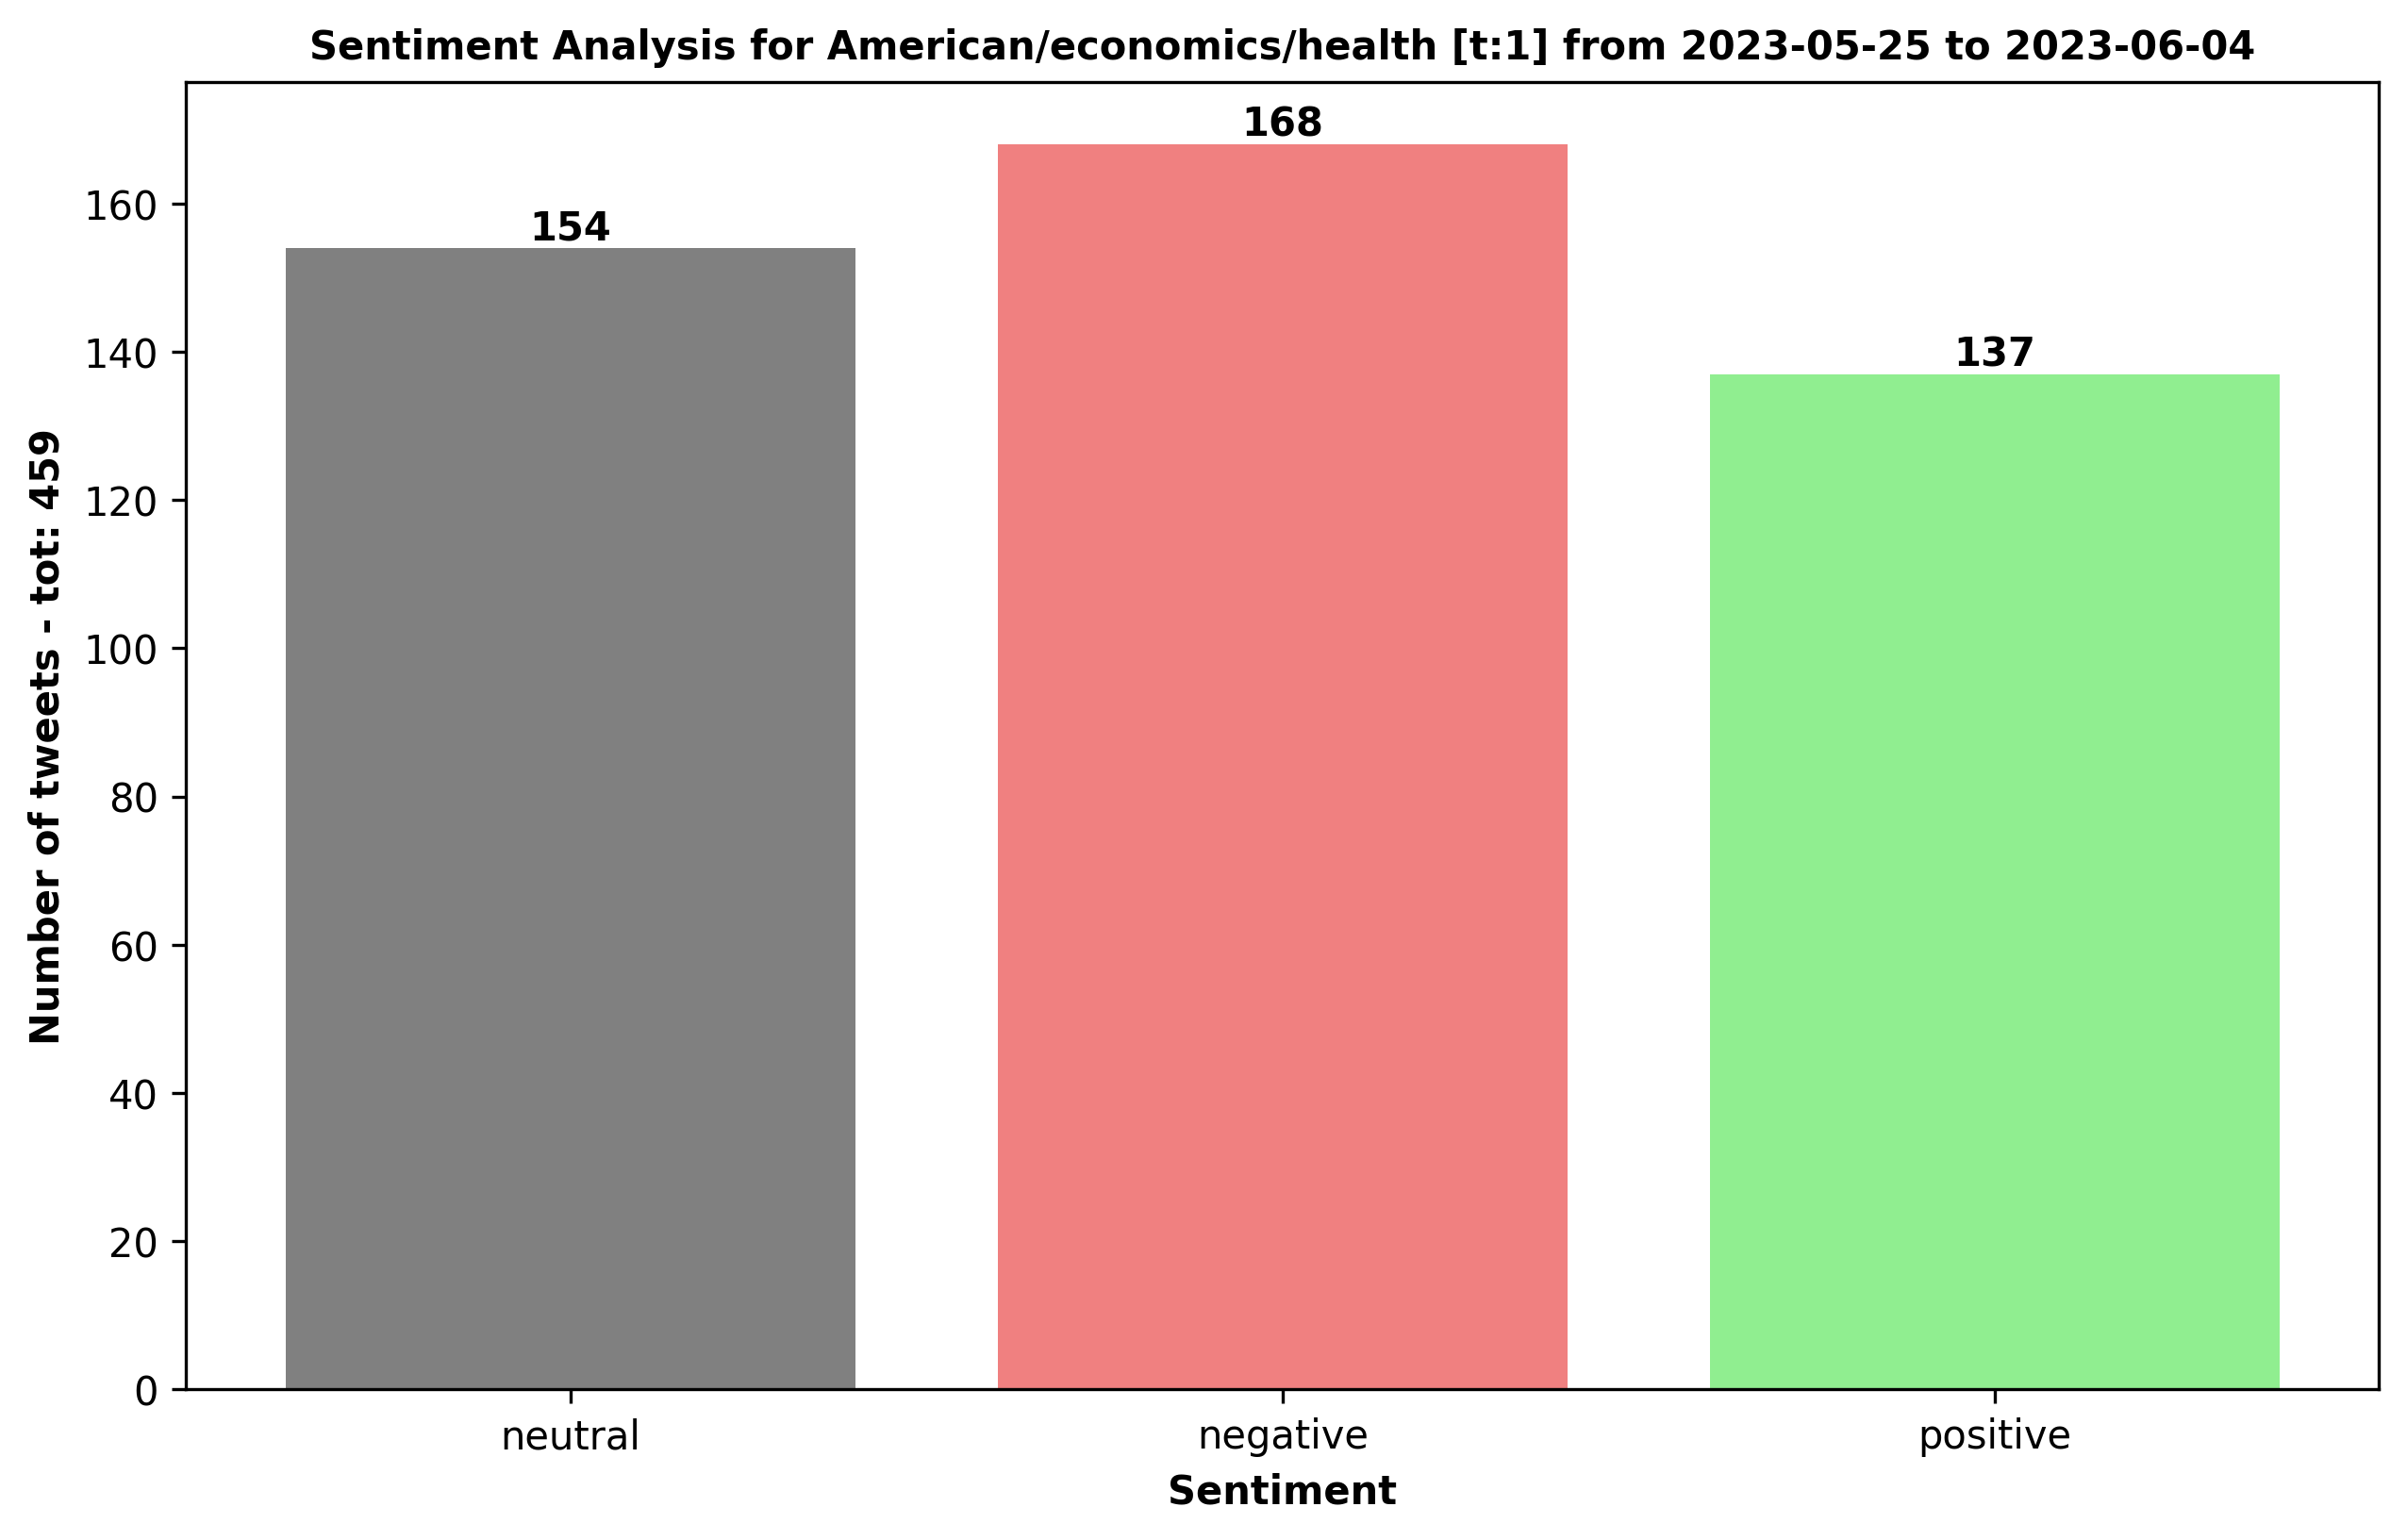 Sentiment Analysis for American/economics/health [t:1] from 2023-05-25 to 2023-06-04
Number of tweets - tot: 459
160
140
120
100
80
60
40
20
0
154
168
137
neutral
negative
positive
Sentiment